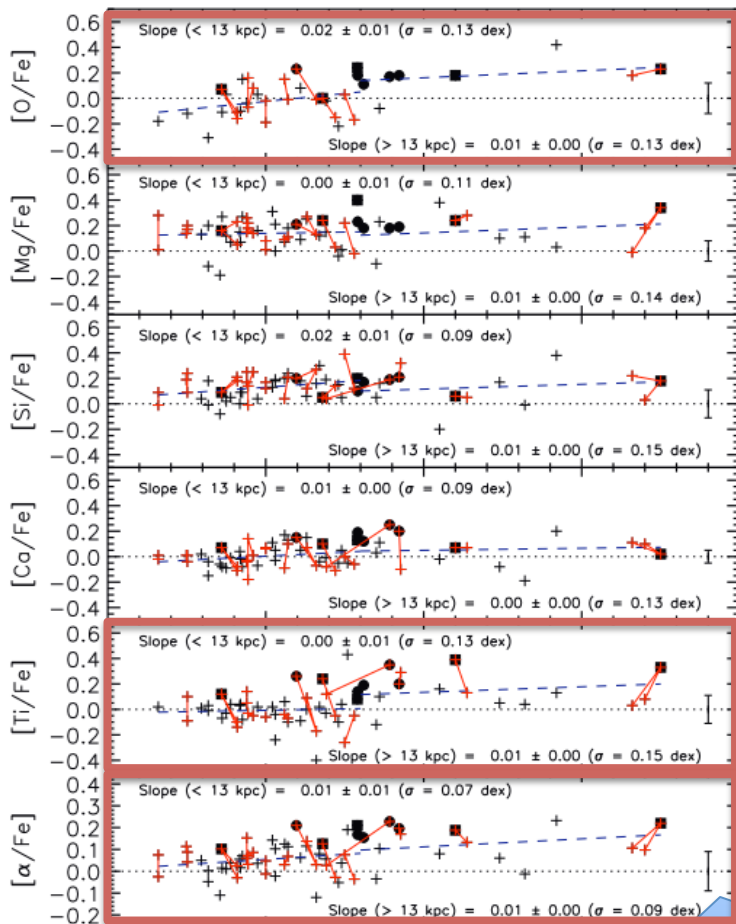 Slope (< 13 kpc) = 0.02 ± 0.01 (σ = 0.13 dex)
[O/Fe]
0.6
0.4
0.2
0.0
−0.2
−0.4
Slope (> 13 kpc) = 0.01 ± 0.00 (σ = 0.13 dex)
Slope (< 13 kpc) = 0.00 ± 0.01 (σ = 0.11 dex)
[Mg/Fe]
0.6
0.4
0.2
0.0
−0.2
−0.4
Slope (> 13 kpc) = 0.01 ± 0.00 (σ = 0.14 dex)
Slope (< 13 kpc) = 0.02 ± 0.01 (σ = 0.09 dex)
[Si/Fe]
0.6
0.4
0.2
0.0
−0.2
−0.4
Slope (> 13 kpc) = 0.01 ± 0.00 (σ = 0.15 dex)
Slope (< 13 kpc) = 0.01 ± 0.00 (σ = 0.09 dex)
[Ca/Fe]
0.6
0.4
0.2
0.0
−0.2
−0.4
Slope (> 13 kpc) = 0.00 ± 0.00 (σ = 0.13 dex)
Slope (< 13 kpc) = 0.00 ± 0.01 (σ = 0.13 dex)
[Ti/Fe]
0.6
0.4
0.2
0.0
−0.2
−0.4
Slope (> 13 kpc) = 0.01 ± 0.00 (σ = 0.15 dex)
Slope (< 13 kpc) = 0.01 ± 0.01 (σ = 0.07 dex)
[α/Fe]
0.4
0.3
0.2
0.1
0.0
−0.1
−0.2
Slope (> 13 kpc) = 0.01 ± 0.00 (σ = 0.09 dex)